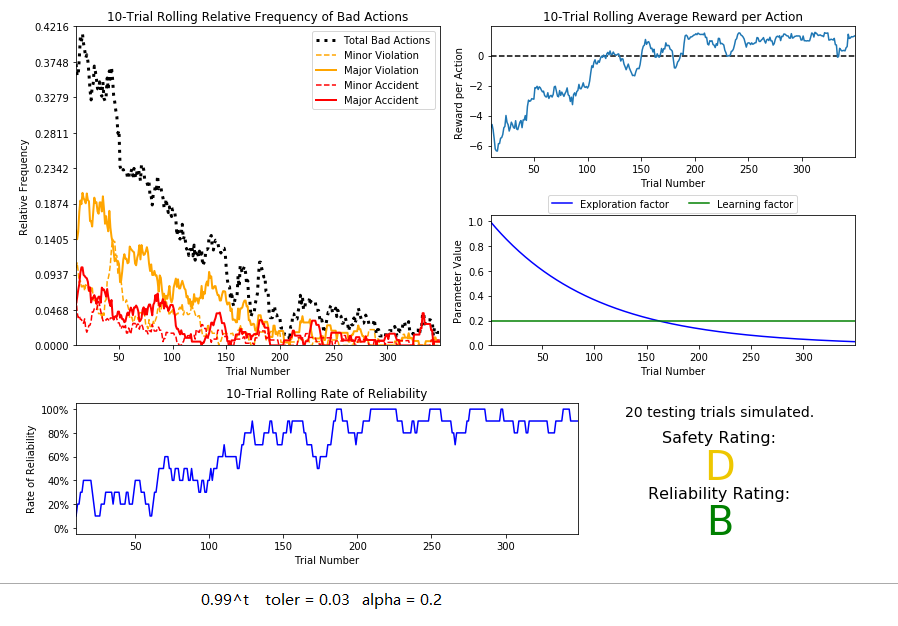 10-Trial Rolling Relative Frequency of Bad Actions
0.4216
0.3748
0.3279
0.2811
0.2342
0.1874
0.1405
0.0937
0.0468
0.0000
Relative Frequency
Total Bad Actions
Minor Violation
Major Violation
Minor Accident
Major Accident
50 100 150 200 250 300
Trial Number
10-Trial Rolling Average Reward per Action
0
−2
−4
−6
Reward per Action
50 100 150 200 250 300
Trial Number
Exploration factor Learning factor
1.0
0.8
0.6
0.4
0.2
0.0
Parameter Value
50 100 150 200 250 300
Trial Number
10-Trial Rolling Rate of Reliability
100%
80%
60%
40%
20%
0%
Rate of Reliability
50 100 150 200 250 300
Trial Number
20 testing trials simulated.
Safety Rating:
D
Reliability Rating:
B
0.99^t toler = 0.03 alpha = 0.2